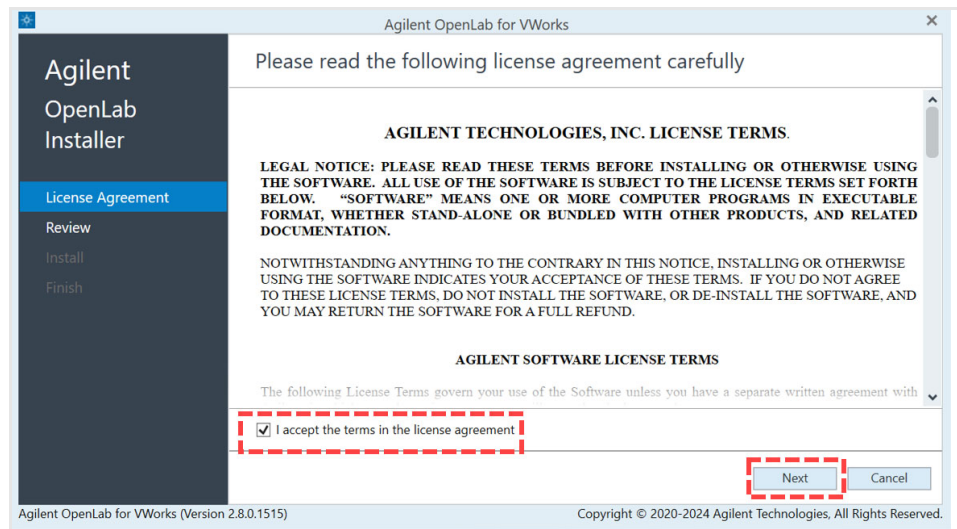 Agilent OpenLab for VWorks
Agilent
OpenLab
Installer
License Agreement
Review
Install
Finish
Please read the following license agreement carefully
AGILENT TECHNOLOGIES, INC. LICENSE TERMS.
LEGAL NOTICE: PLEASE READ THESE TERMS BEFORE INSTALLING OR OTHERWISE USING
THE SOFTWARE. ALL USE OF THE SOFTWARE IS SUBJECT TO THE LICENSE TERMS SET FORTH
BELOW. “SOFTWARE” MEANS ONE OR MORE COMPUTER PROGRAMS IN EXECUTABLE
FORMAT, WHETHER STAND-ALONE OR BUNDLED WITH OTHER PRODUCTS, AND RELATED
DOCUMENTATION.
NOTWITHSTANDING ANYTHING TO THE CONTRARY IN THIS NOTICE, INSTALLING OR OTHERWISE
USING THE SOFTWARE INDICATES YOUR ACCEPTANCE OF THESE TERMS. IF YOU DO NOT AGREE
TO THESE LICENSE TERMS, DO NOT INSTALL THE SOFTWARE, OR DE-INSTALL THE SOFTWARE, AND
YOU MAY RETURN THE SOFTWARE FOR A FULL REFUND.
AGILENT SOFTWARE LICENSE TERMS
The following License Terms govern your use of the Software unless you have a separate written agreement with
I accept the terms in the license agreement
Next
Cancel
Agilent OpenLab for VWorks (Version 2.8.0.1515)
Copyright © 2020-2024 Agilent Technologies, All Rights Reserved.